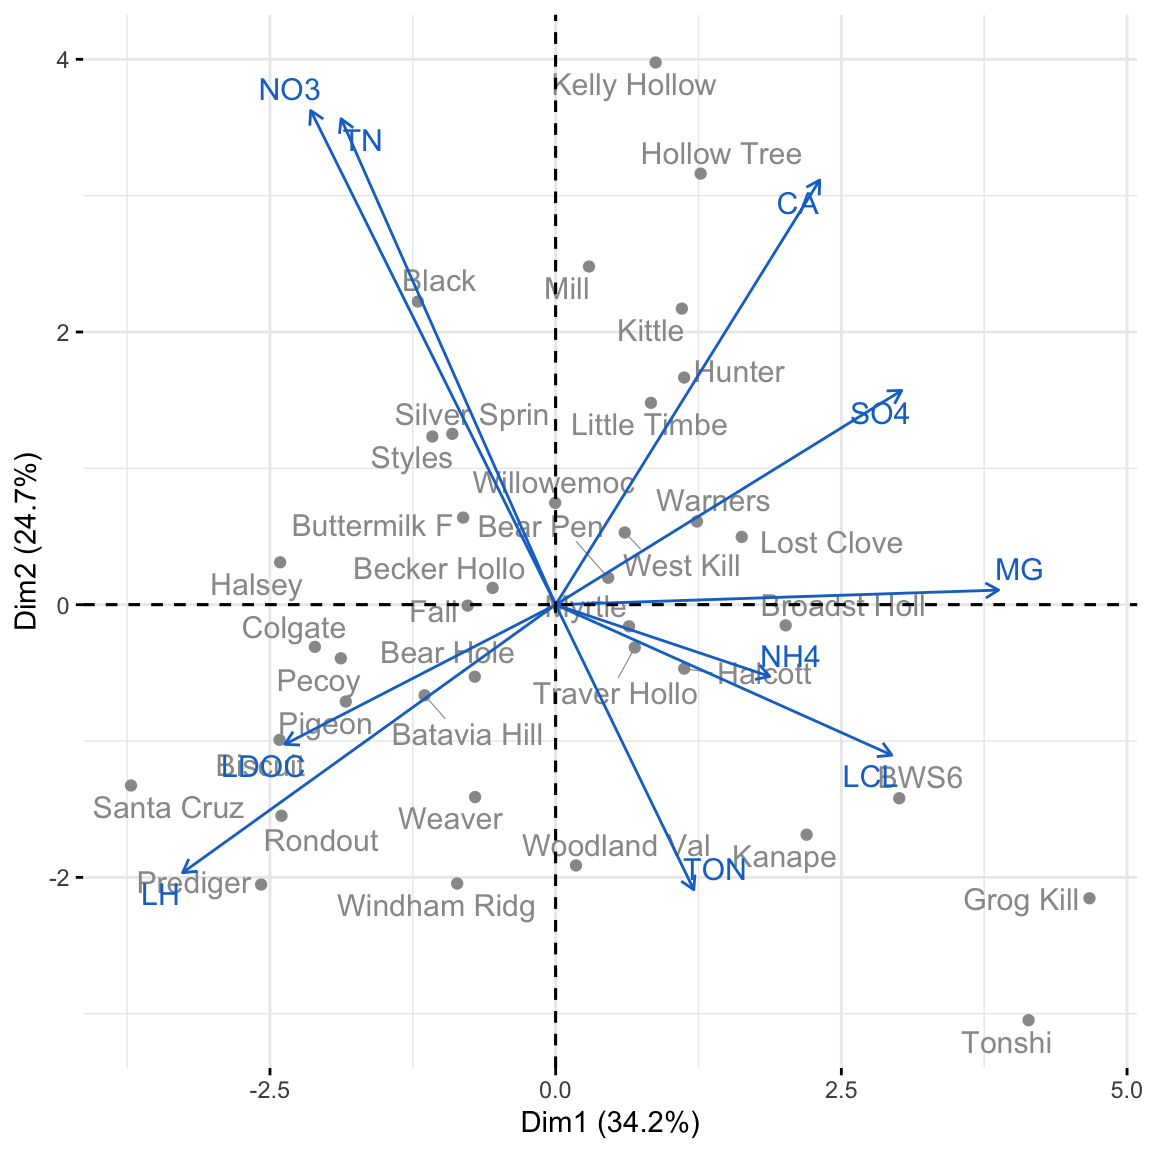 4
NO3
Kelly Hollow
TN
Hollow Tree
CA
Black
Mill
2
Kittle
Hunter
SO4
Silver Sprin
Little Timbe
Styles
Willowemoc
Warners
Buttermilk F
Bear Pen
Lost Clove
West Kill
Becker Hollo
MG
Halsey
0
Fall
Myrtle
Broadst Holl
Colgate
Bear Hole
NH4
Halcott
Pecoy
Traver Hollo
Pigeon
Batavia Hill
Biscuit
LDOC
LCL
BWS6
Santa Cruz
Weaver
Rondout
Woodland Val
Kanape
TON
-2
Prediger
LH
Windham Ridg
Grog Kill
Tonshi
-2.5
0.0
2.5
5.0
Dim1 (34.2%)
Dim2 (24.7%)